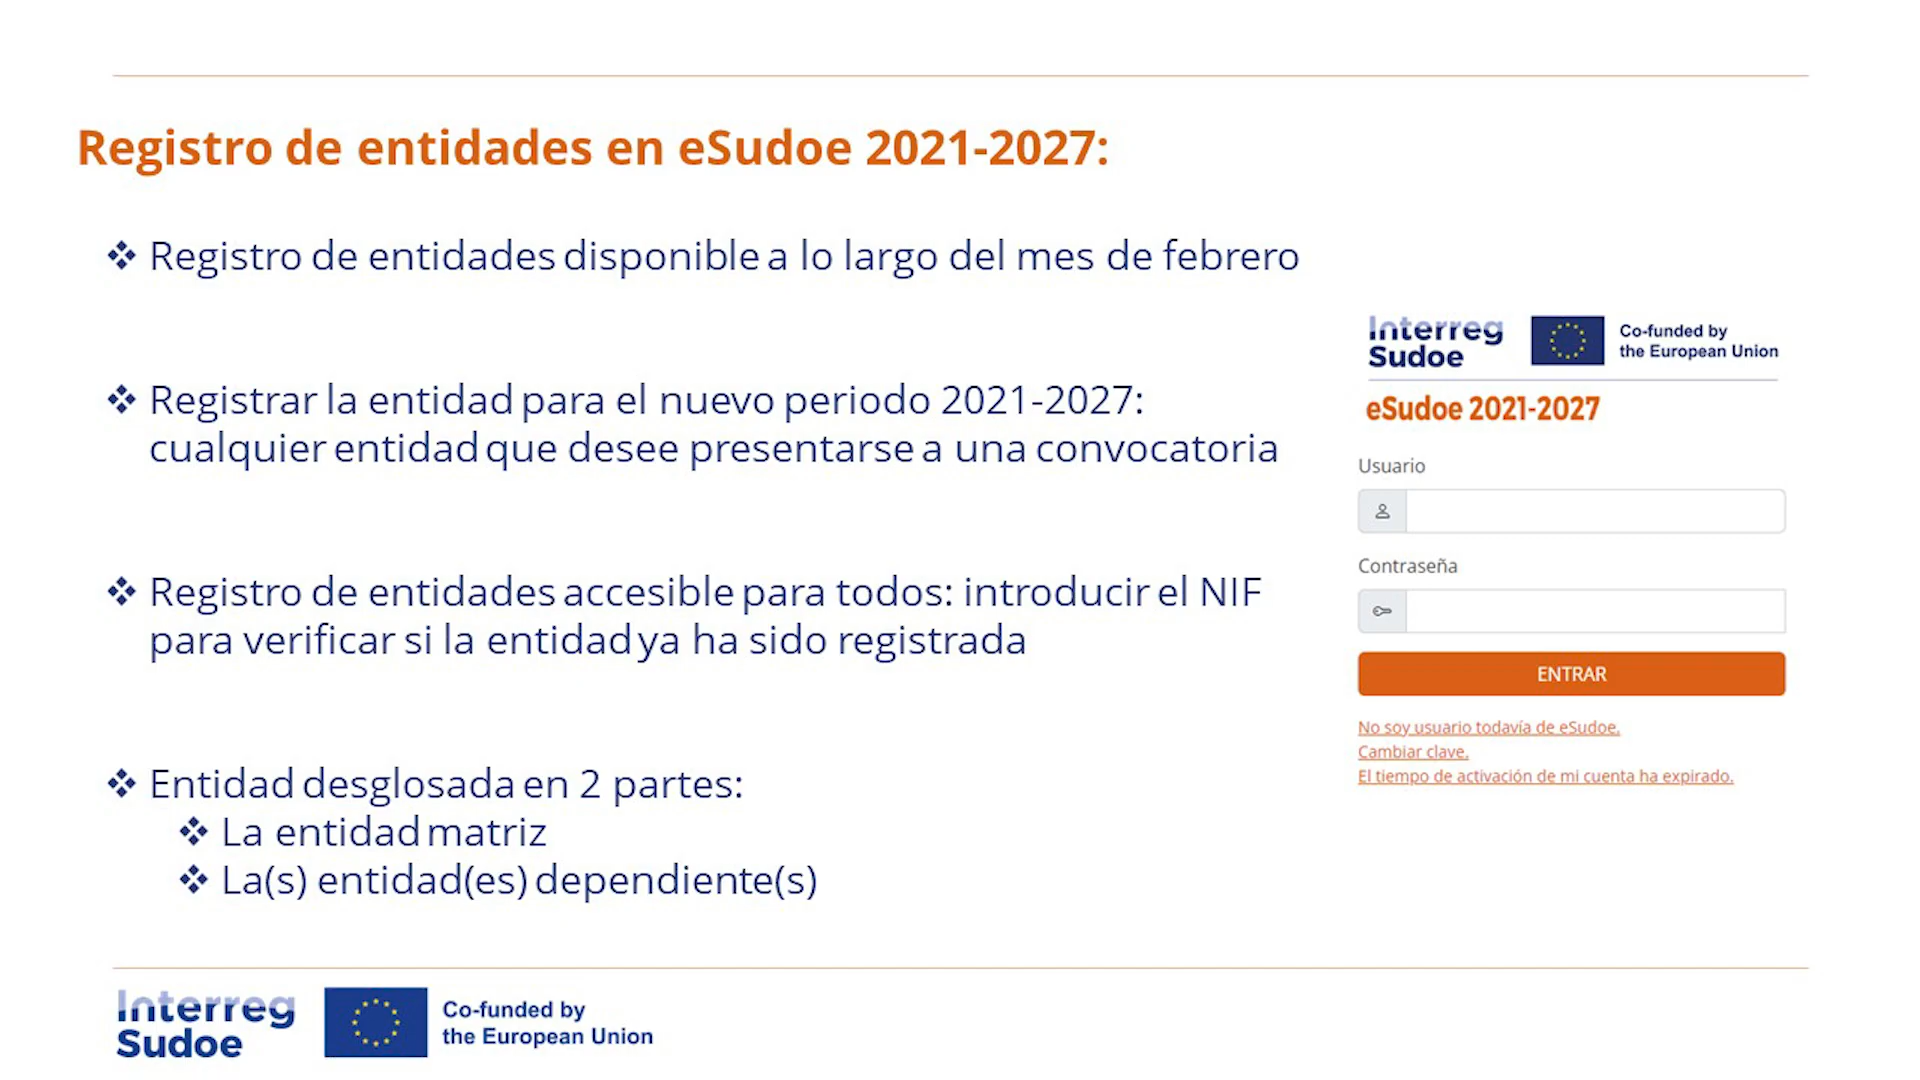 Registro de entidades en eSudoe 2021-2027:
❖ Registro de entidades disponible a lo largo del mes de febrero
❖ Registrar la entidad para el nuevo periodo 2021-2027:
cualquier entidad que desee presentarse a una convocatoria
❖ Registro de entidades accesible para todos: introducir el NIF
para verificar si la entidad ya ha sido registrada
❖ Entidad desglosada en 2 partes:
❖ La entidad matriz
❖ La(s) entidad(es) dependiente(s)
Interreg
Sudoe
Co-funded by
the European Union
eSudoe 2021-2027
Usuario
Contraseña
ENTRAR
No soy usuario todavía de eSudoe.
Cambiar clave.
El tiempo de activación de mi cuenta ha expirado.
Interreg
Sudoe
Co-funded by
the European Union